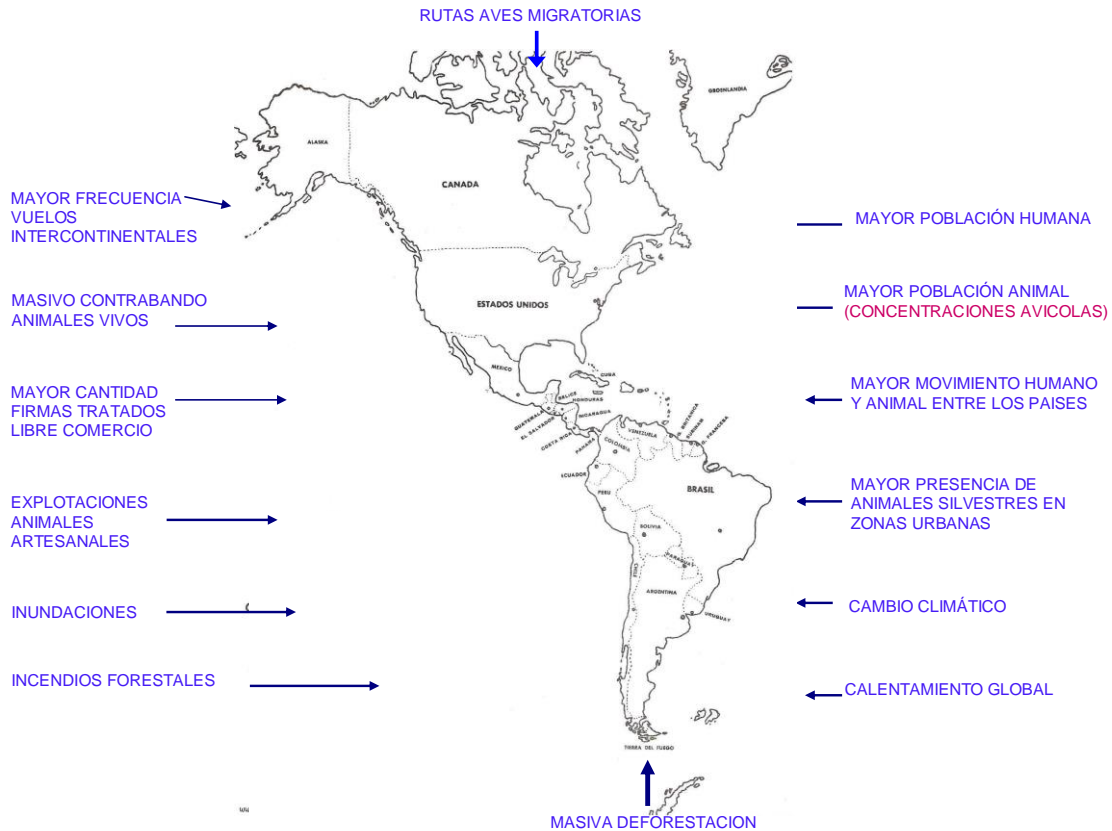 RUTAS AVES MIGRATORIAS
GROENLANDIA
ALASKA
CANADA
MAYOR FRECUENCIA
VUELOS
INTERCONTINENTALES
MAYOR POBLACIÓN HUMANA
MASIVO CONTRABANDO
ANIMALES VIVOS
ESTADOS UNIDOS
MAYOR POBLACIÓN ANIMAL
(CONCENTRACIONES AVICOLAS)
MAYOR CANTIDAD
FIRMAS TRATADOS
LIBRE COMERCIO
MEXICO
CUBA
BELICE
HONDURAS
GUATEMALA
EL SALVADOR
NICARAGUA
COSTA RICA
PANAMA
MAYOR MOVIMIENTO HUMANO
Y ANIMAL ENTRE LOS PAISES
VENEZUELA
G. BRITANICA
SURINAM
G. FRANCESA
COLOMBIA
ECUADOR
PERU
BRASIL
EXPLOTACIONES
ANIMALES
ARTESANALES
MAYOR PRESENCIA DE
ANIMALES SILVESTRES EN
ZONAS URBANAS
BOLIVIA
PARAGUAY
CHILE
ARGENTINA
URUGUAY
INUNDACIONES
CAMBIO CLIMÁTICO
INCENDIOS FORESTALES
CALENTAMIENTO GLOBAL
TIERRA DEL FUEGO
MASIVA DEFORESTACION